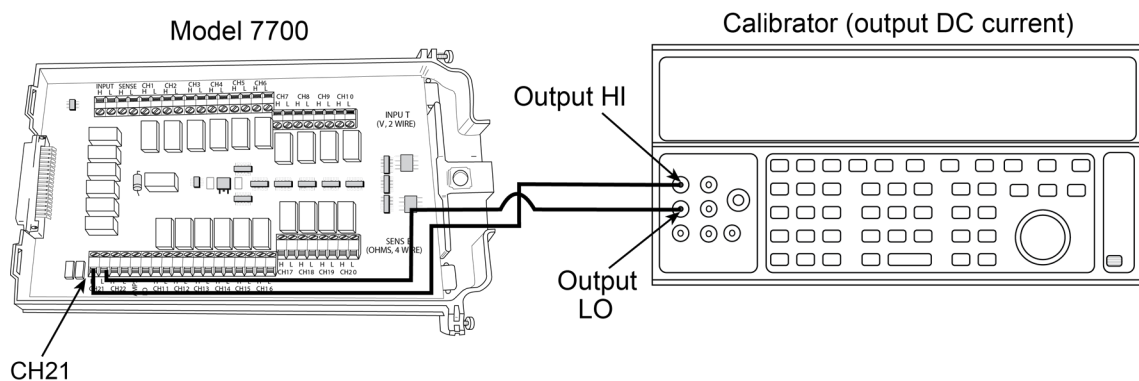 Model 7700
Calibrator (output DC current)
INPUT SENSE CH1 CH2 CH3 CH4 CH5 CH6
H L H L H L H L H L H L H L H L
CH7 CH8 CH9 CH10
H L H L H L H L
INPU T
(V, 2 WIRE)
Output HI
SENS E
(OHMS, 4 WIRE)
H L H L H L H L
CH17 CH18 CH19 CH20
CH21 CH22 CH11 CH12 CH13 CH14 CH15 CH16
Output
LO
CH21